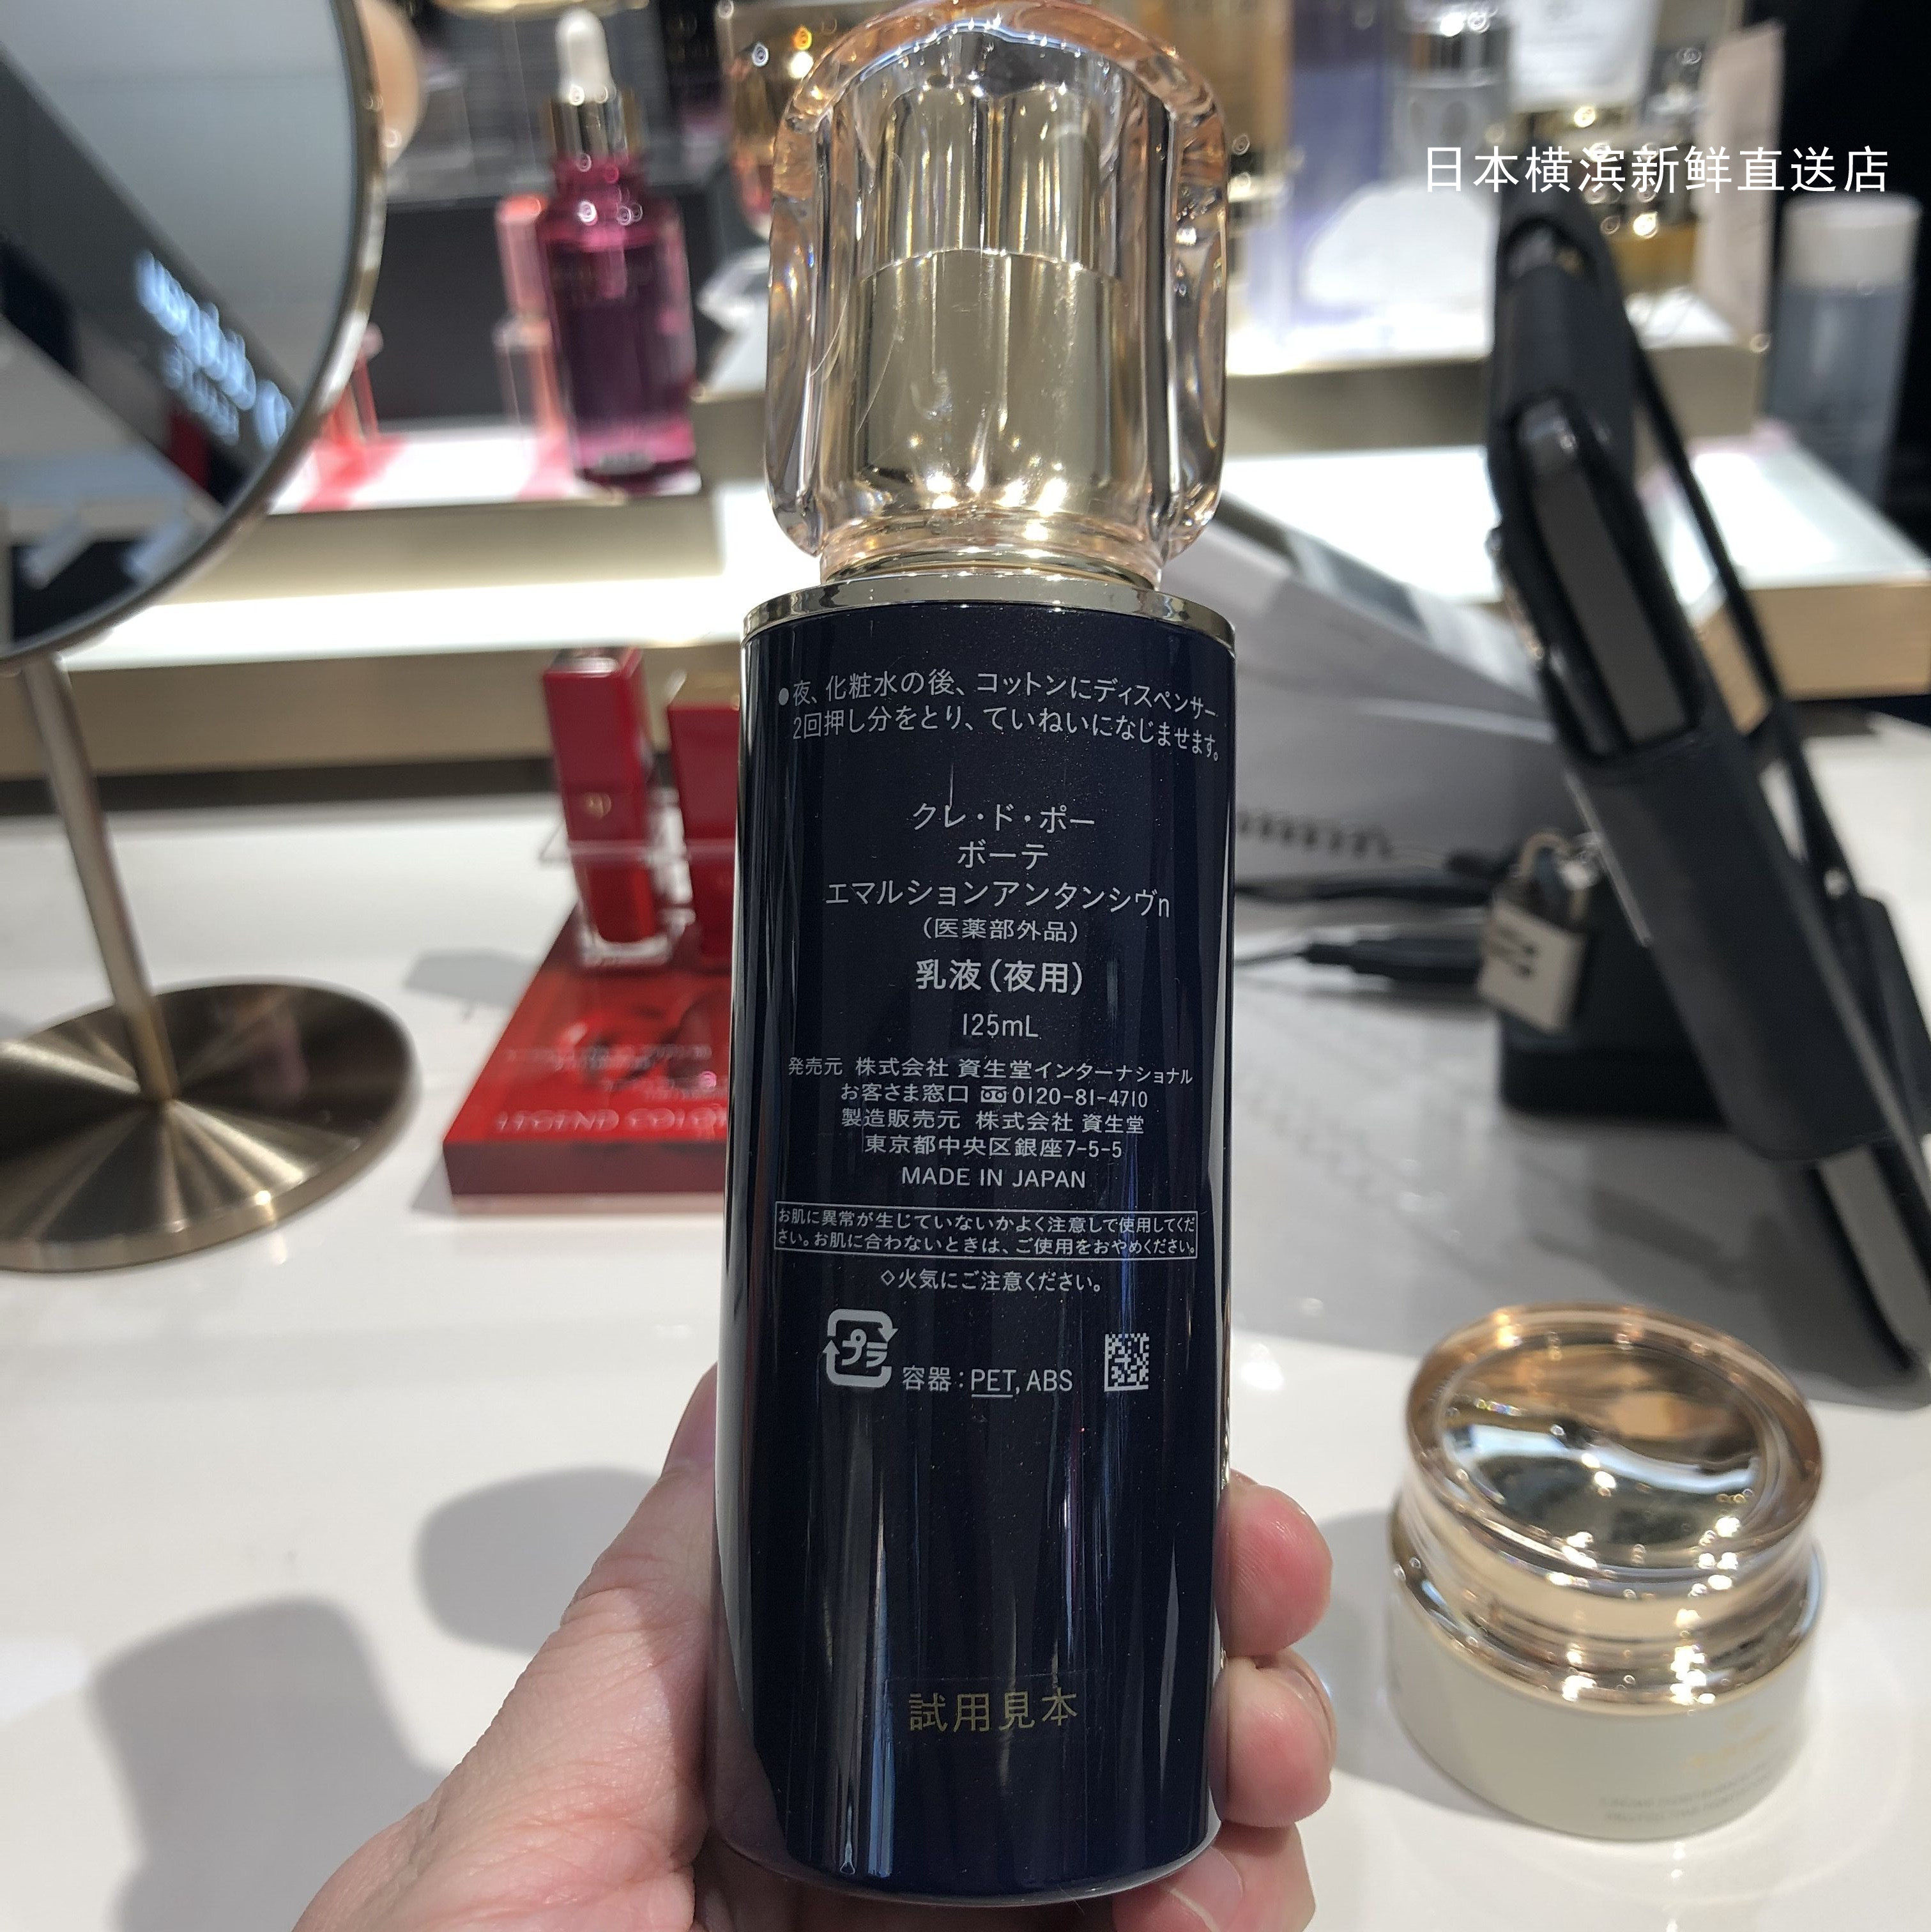 日本横滨新鲜直送店
●夜、化粧水の後、コットンにディスペンサー
2回押し分をとり、ていねいになじませます。
クレ・ド・ポー
ボーテ
エマルションアンタンシヴn
(医薬部外品)
乳液(夜用)
125mL
発売元 株式会社 資生堂インターナショナル
お客さま窓口 0120-81-4710
製造販売元 株式会社 資生堂
東京都中央区銀座7-5-5
MADE IN JAPAN
お肌に異常が生じていないかよく注意して使用してくだ
さい。お肌に合わないときは、ご使用をおやめください。
◇火気にご注意ください。
プラ
容器:PET, ABS
試用見本
LEGEND COLO